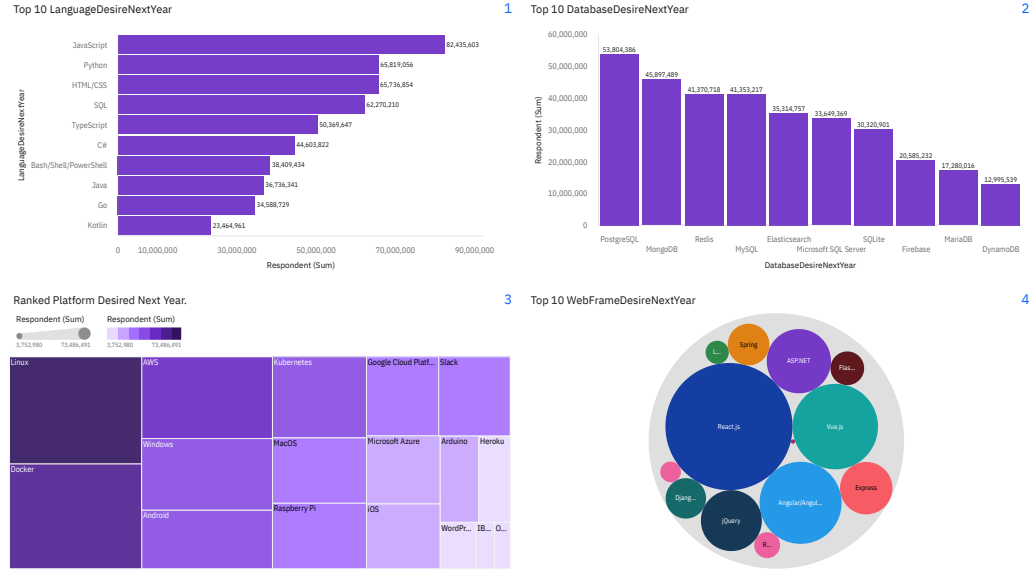 Top 10 LanguageDesireNextYear
1
LanguageDesireNextYear
JavaScript
82,435,603
Python
65,819,056
HTML/CSS
65,736,854
SQL
62,270,210
TypeScript
50,369,647
C#
44,603,822
Bash/Shell/PowerShell
38,409,434
Java
36,736,341
Go
34,588,729
Kotlin
23,464,961
0 10,000,000 30,000,000 50,000,000 70,000,000 90,000,000
Respondent (Sum)
Top 10 DatabaseDesireNextYear
2
Respondent (Sum)
60,000,000
50,000,000
40,000,000
30,000,000
20,000,000
10,000,000
0
53,804,386
45,897,489
41,370,718
41,353,217
35,314,757
33,649,369
30,320,901
20,585,232
17,280,016
12,995,539
PostgreSQL
MongoDB
Redis
MySQL
Elasticsearch
Microsoft SQL Server
SQLite
Firebase
MariaDB
DynamoDB
DatabaseDesireNextYear
Ranked Platform Desired Next Year.
3
Respondent (Sum)
3,752,980 73,486,491
Respondent (Sum)
3,752,980 73,486,491
Linux
Docker
AWS
Windows
Android
Kubernetes
MacOS
Raspberry Pi
Google Cloud Platf...
Slack
Microsoft Azure
iOS
Arduino
Heroku
WordPr...
IB...
O...
Top 10 WebFrameDesireNextYear
4
L...
Spring
ASP.NET
Flas...
React.js
Vue.js
Djang...
jQuery
Angular/Angul...
Express
R...